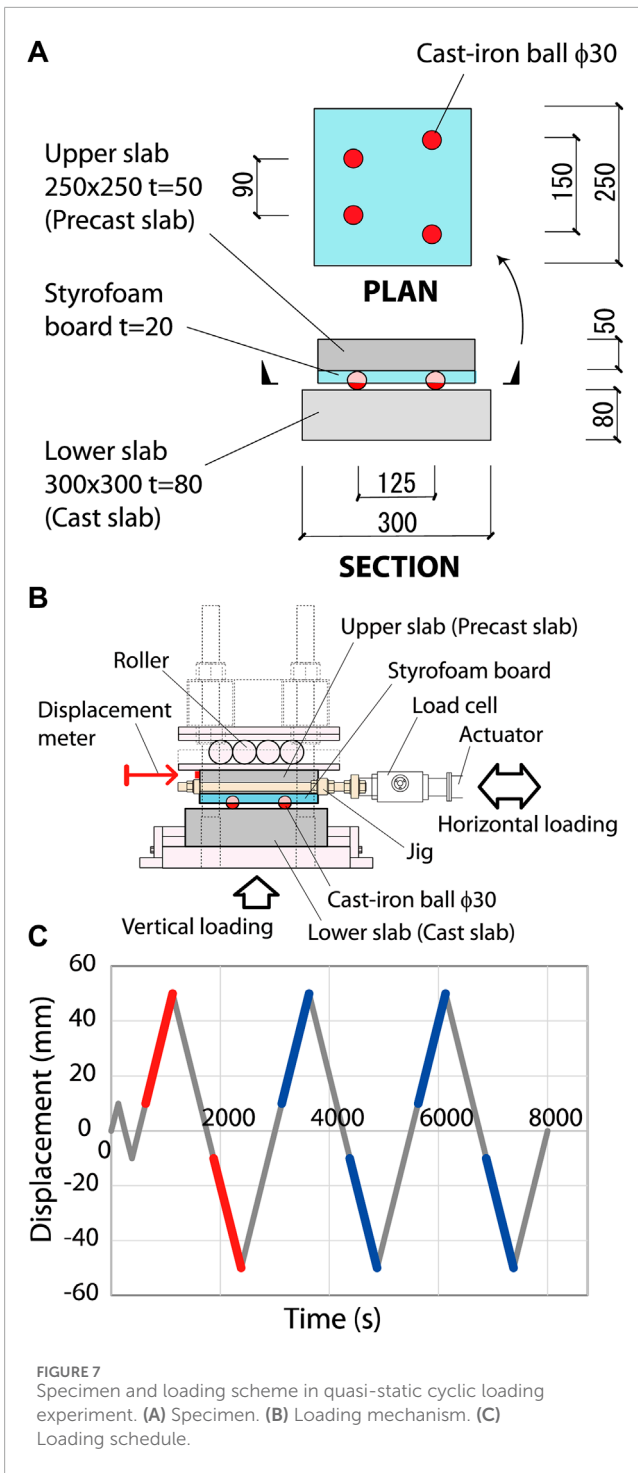 A
Cast-iron ball ϕ30
Upper slab
250x250 t=50
(Precast slab)
90
150
250
PLAN
Styrofoam
board t=20
50
Lower slab
300x300 t=80
(Cast slab)
80
125
300
SECTION
B
Upper slab (Precast slab)
Roller
Styrofoam board
Displacement
meter
Load cell
Actuator
Horizontal loading
Jig
Cast-iron ball ϕ30
Vertical loading
Lower slab (Cast slab)
C
60
40
20
0
-20
-40
-60
0
2000
4000
6000
8000
Displacement (mm)
Time (s)
FIGURE 7
Specimen and loading scheme in quasi-static cyclic loading
experiment. (A) Specimen. (B) Loading mechanism. (C)
Loading schedule.